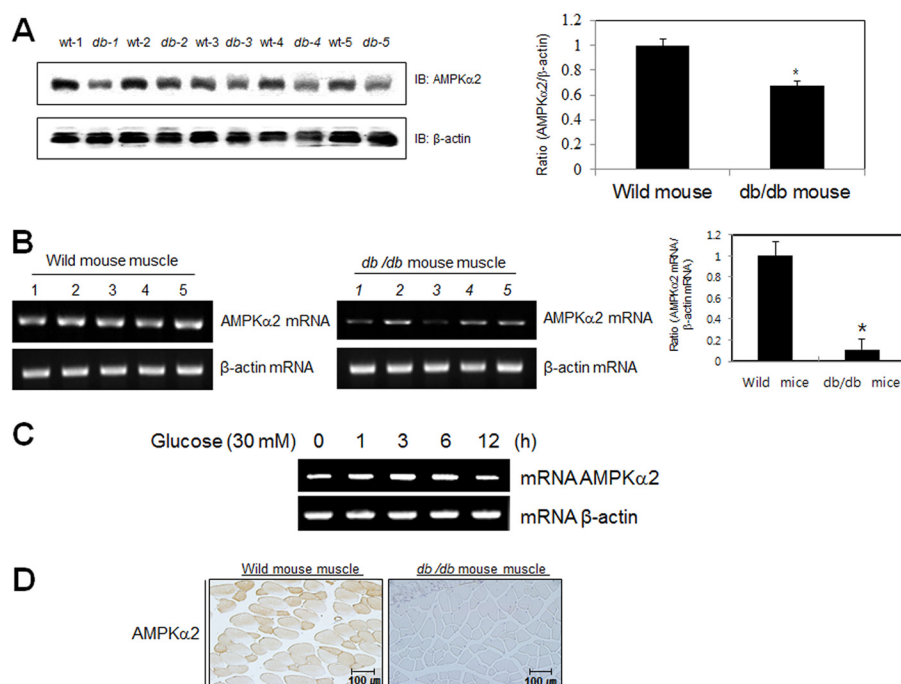 A
wt-1 db-1 wt-2 db-2 wt-3 db-3 wt-4 db-4 wt-5 db-5
IB: AMPKα2
IB: β-actin
Ratio (AMPKα2/β-actin)
1.2
1
0.8
0.6
0.4
0.2
0
*
Wild mouse db/db mouse
B
Wild mouse muscle
1 2 3 4 5
AMPKα2 mRNA
β-actin mRNA
db /db mouse muscle
1 2 3 4 5
AMPKα2 mRNA
β-actin mRNA
Ratio (AMPKα2 mRNA/
β-actin mRNA)
1.2
1
0.8
0.6
0.4
0.2
0
*
Wild mice db/db mice
C
Glucose (30 mM) 0 1 3 6 12 (h)
mRNA AMPKα2
mRNA β-actin
D
Wild mouse muscle db /db mouse muscle
AMPKα2
100 ㎛ 100 ㎛